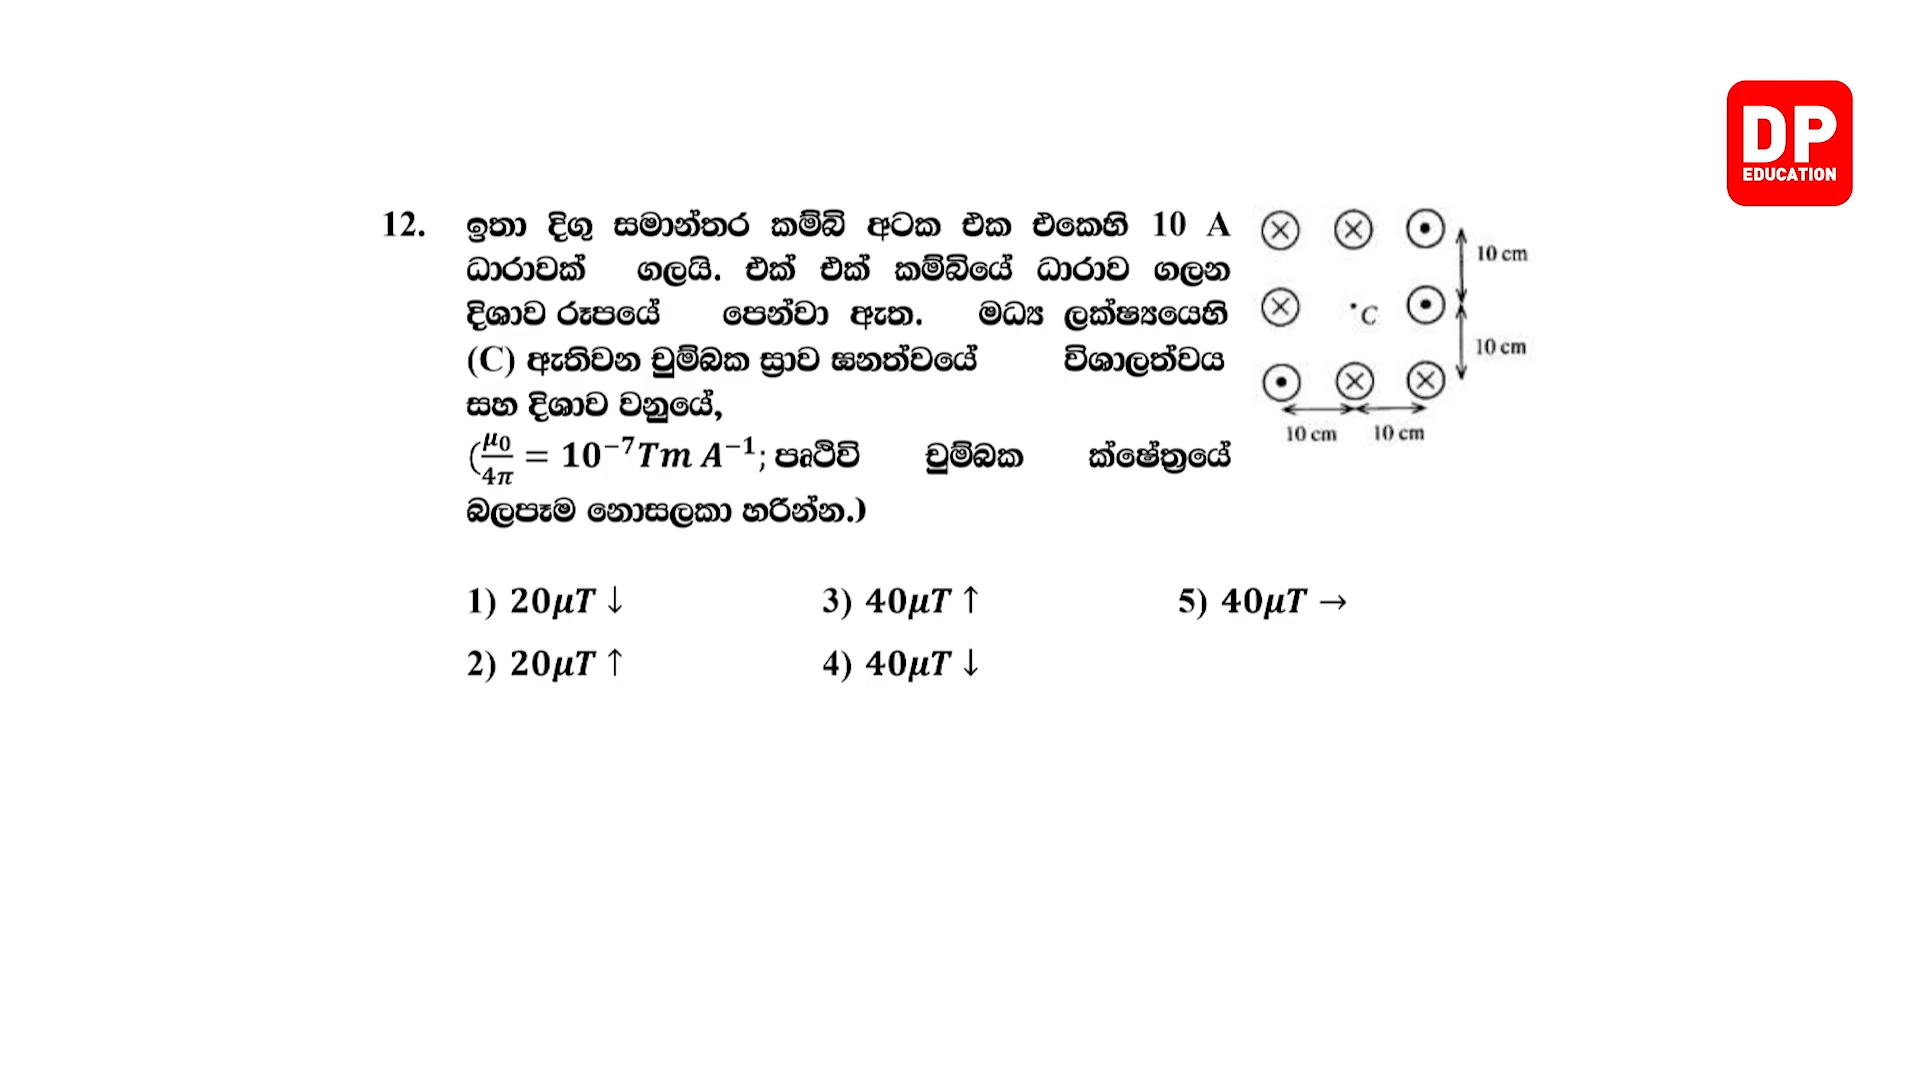 DP
EDUCATION
12. ඉතා දිගු සමාන්තර කම්බි අටක එක එකෙහි 10 A
ධාරාවක් ගලයි. එක් එක් කම්බියේ ධාරාව ගලන
දිශාව රූපයේ පෙන්වා ඇත. මධ්‍ය ලක්ෂ්‍යයෙහි
(C) ඇතිවන චුම්බක ස්‍රාව ඝනත්වයේ විශාලත්වය
සහ දිශාව වනුයේ,
(μ₀/4π = 10⁻⁷Tm A⁻¹; පෘථිවි චුම්බක ක්ෂේත්‍රයේ
බලපෑම නොසලකා හරින්න.)
10 cm
C
10 cm
10 cm 10 cm
1) 20μT ↓ 3) 40μT ↑ 5) 40μT →
2) 20μT ↑ 4) 40μT ↓